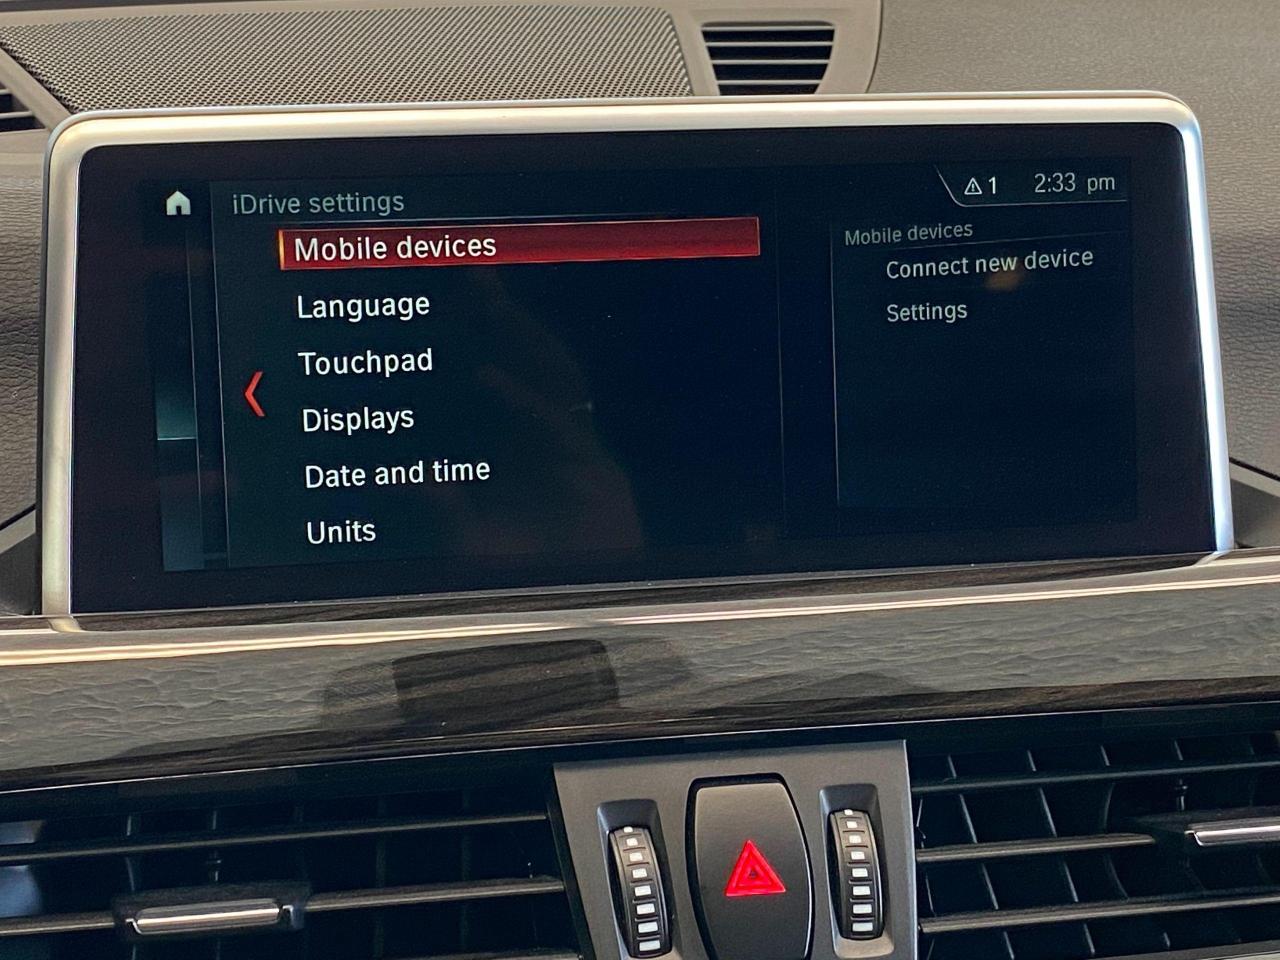 iDrive settings
1 2:33 pm
Mobile devices
Language
Touchpad
Displays
Date and time
Units
Mobile devices
Connect new device
Settings